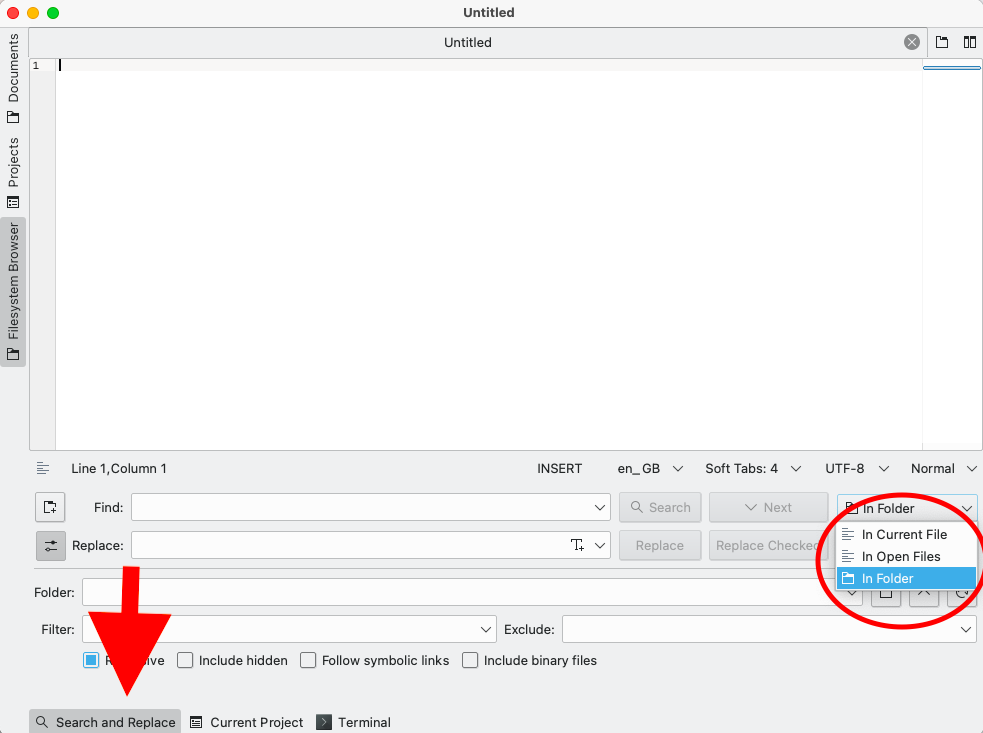 Untitled
Untitled
Documents
Projects
Filesystem Browser
1
Line 1,Column 1 INSERT en_GB Soft Tabs: 4 UTF-8 Normal
Find: Search Next In Folder
In Current File
Replace: Replace Replace Checked
In Open Files
In Folder
Folder:
Filter: Exclude:
Include hidden Follow symbolic links Include binary files
Search and Replace Current Project Terminal